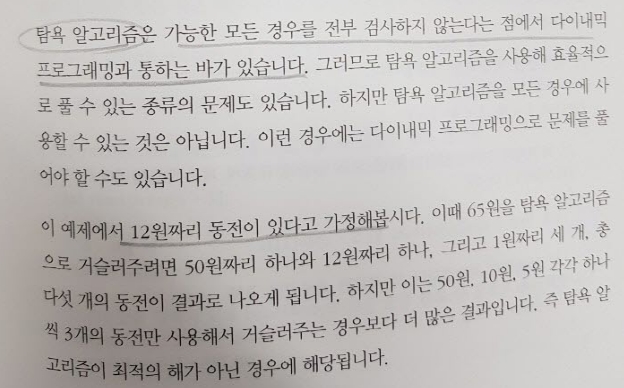 탐욕 알고리즘은 가능한 모든 경우를 전부 검사하지 않는다는 점에서 다이내믹
프로그래밍과 통하는 바가 있습니다. 그러므로 탐욕 알고리즘을 사용해 효율적으
로 풀 수 있는 종류의 문제도 있습니다. 하지만 탐욕 알고리즘을 모든 경우에 사
용할 수 있는 것은 아닙니다. 이런 경우에는 다이내믹 프로그래밍으로 문제를 풀
어야 할 수도 있습니다.
이 예제에서 12원짜리 동전이 있다고 가정해봅시다. 이때 65원을 탐욕 알고리즘
으로 거슬러주려면 50원짜리 하나와 12원짜리 하나, 그리고 1원짜리 세 개, 총
다섯 개의 동전이 결과로 나오게 됩니다. 하지만 이는 50원, 10원, 5원 각각 하나
씩 3개의 동전만 사용해서 거슬러주는 경우보다 더 많은 결과입니다. 즉 탐욕 알
고리즘이 최적의 해가 아닌 경우에 해당됩니다.